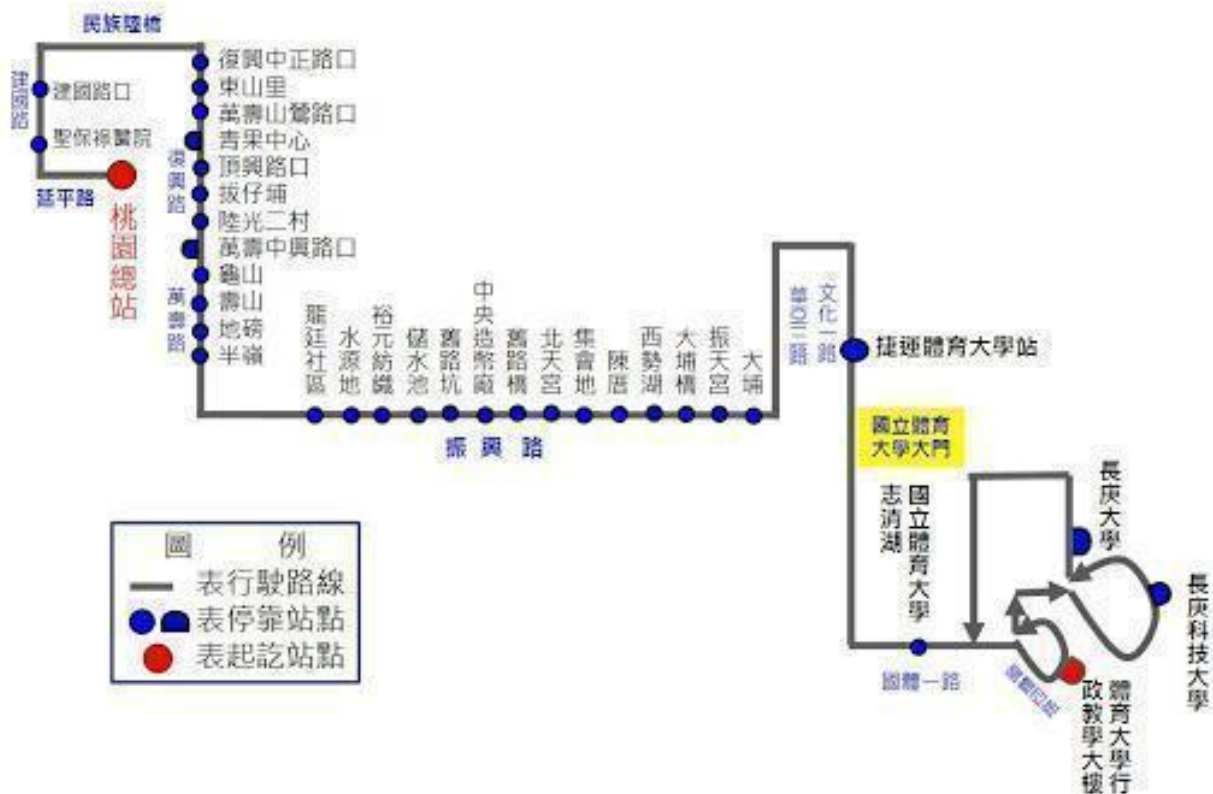 民族陸橋
建國路
建國路口
聖保祿醫院
延平路
桃園總站
復興中正路口
東山里
萬壽山鶯路口
青果中心
頂興路口
拔仔埔
陸光二村
萬壽中興路口
龜山
壽山
地磅
半嶺
復興路
萬壽路
龍廷社區
水源地
裕元紡織
儲水池
舊路坑
中央造幣廠
舊路橋
北天宮
集會地
陳厝
西勢湖
大埔橋
振天宮
大埔
振興路
華亞三路
文化一路
捷運體育大學站
國立體育
大學大門
國立體育大學
志清湖
長庚大學
長庚科技大學
國體一路
體育大學行
政教學大樓
圖例
表行駛路線
表停靠站點
表起訖站點